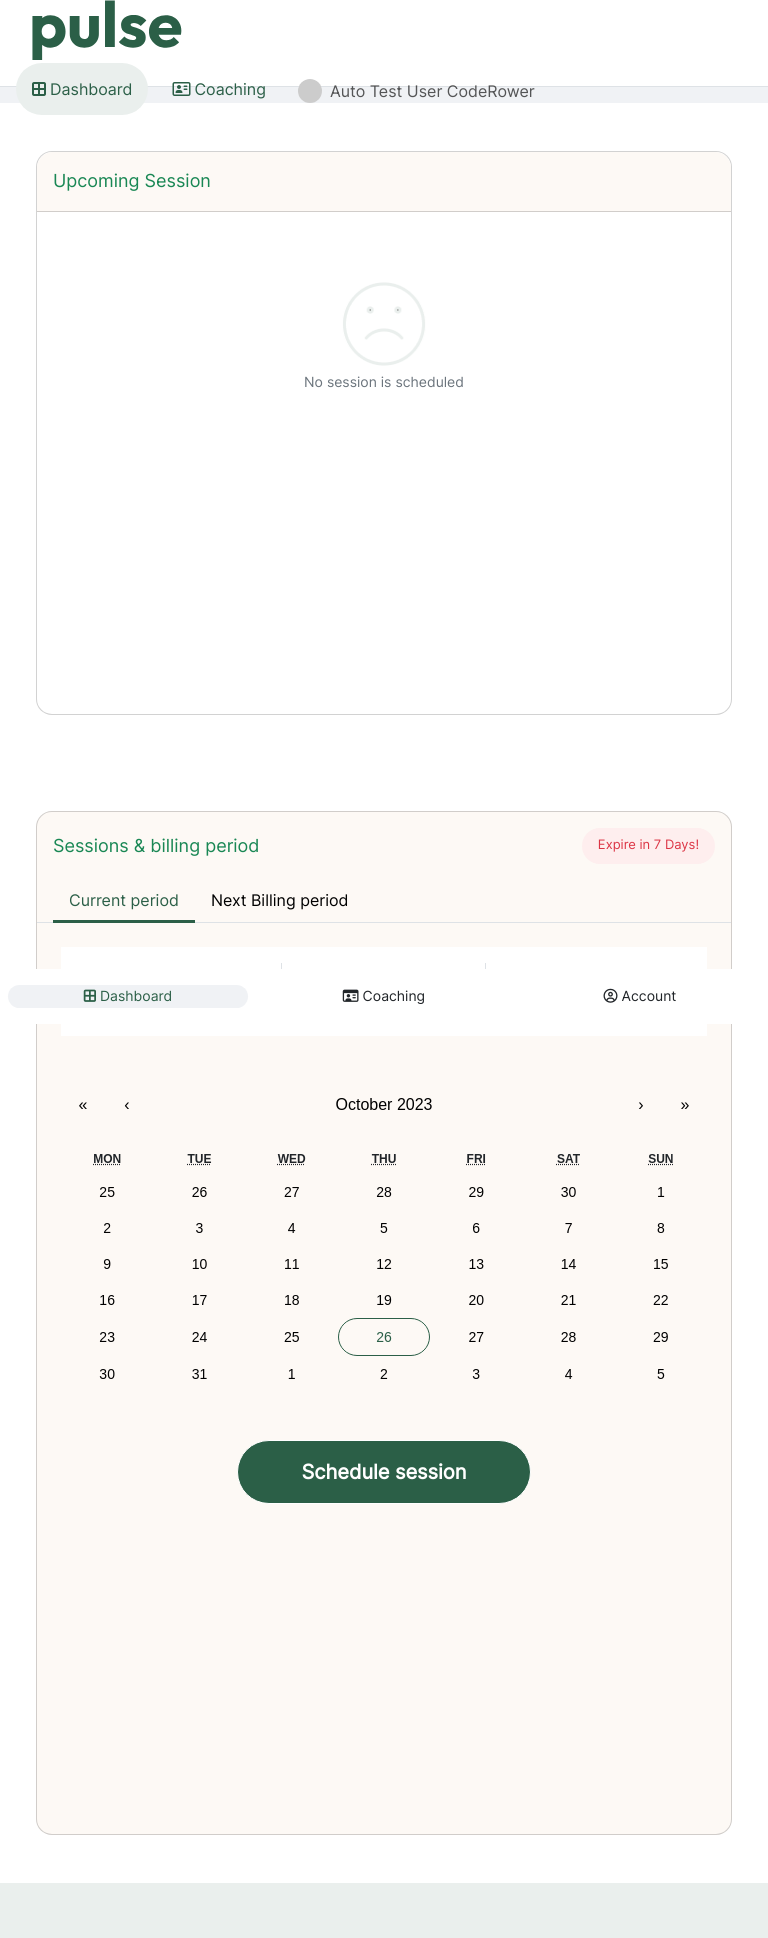 pulse
Dashboard Coaching Auto Test User CodeRower
Upcoming Session
No session is scheduled
Sessions & billing period Expire in 7 Days!
Current period Next Billing period
Dashboard Coaching Account
« ‹ October 2023 › »
MON TUE WED THU FRI SAT SUN
25 26 27 28 29 30 1
2 3 4 5 6 7 8
9 10 11 12 13 14 15
16 17 18 19 20 21 22
23 24 25 26 27 28 29
30 31 1 2 3 4 5
Schedule session